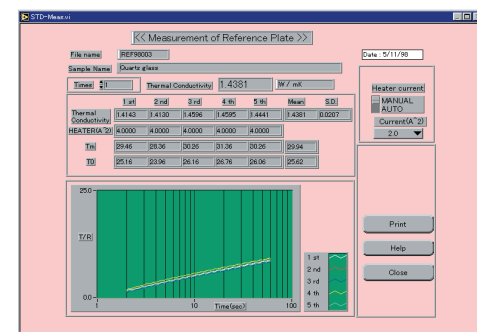 STD-Meas.vi
<< Measurement of Reference Plate >>
File name REF98003 Date : 5/11/98
Sample Name Quartz glass
Times 1 Thermal Conductivity 1.4381 W / mK
Heater current
MANUAL
AUTO
Current(A^2)
2.0
1 st 2 nd 3 rd 4 th 5 th Mean S.D.
Thermal Conductivity 1.4143 1.4130 1.4596 1.4595 1.4441 1.4381 0.0207
HEATER(A^2) 4.0000 4.0000 4.0000 4.0000 4.0000
Tm 29.46 28.36 30.26 31.36 30.26 29.94
T0 25.16 23.96 26.16 26.76 26.06 25.62
25.0
T/R
0.0
1 10 Time(sec) 100
1 st
2 nd
3 rd
4 th
5 th
Print
Help
Close